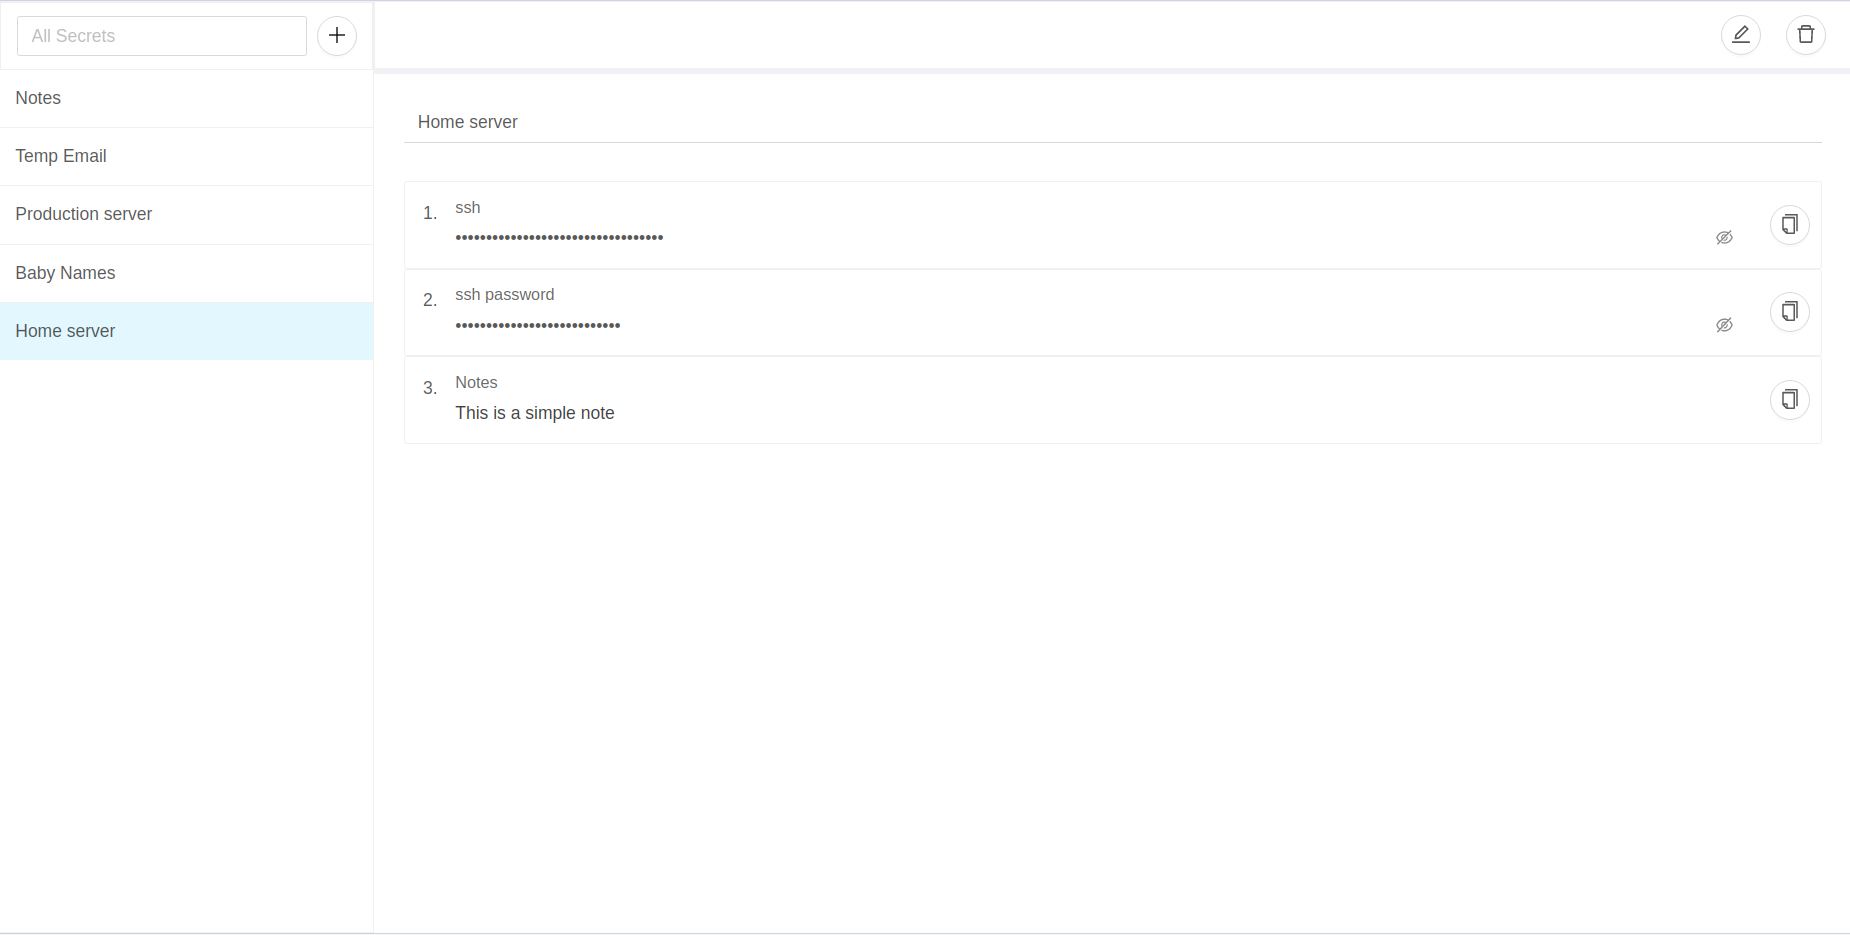 All Secrets
Notes
Temp Email
Production server
Baby Names
Home server
Home server
1. ssh
••••••••••••••••••••••••••••••••••
2. ssh password
•••••••••••••••••••••••••••
3. Notes
This is a simple note